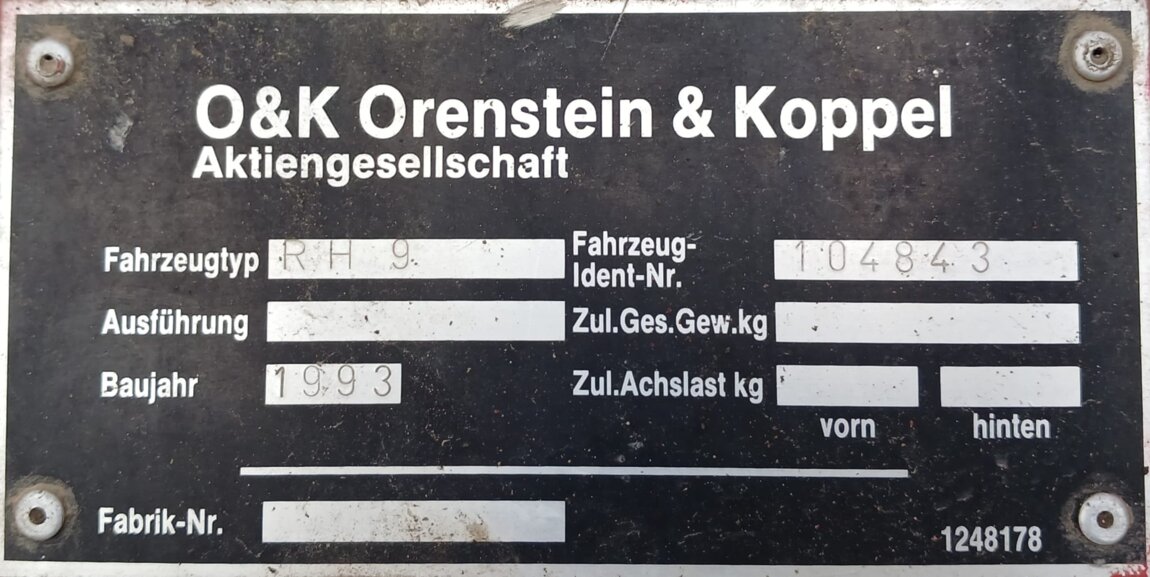 O&K Orenstein & Koppel
Aktiengesellschaft
Fahrzeugtyp RH 9
Fahrzeug-
Ident-Nr. 104843
Ausführung
Zul.Ges.Gew.kg
Baujahr 1993
Zul.Achslast kg
vorn hinten
Fabrik-Nr.
1248178